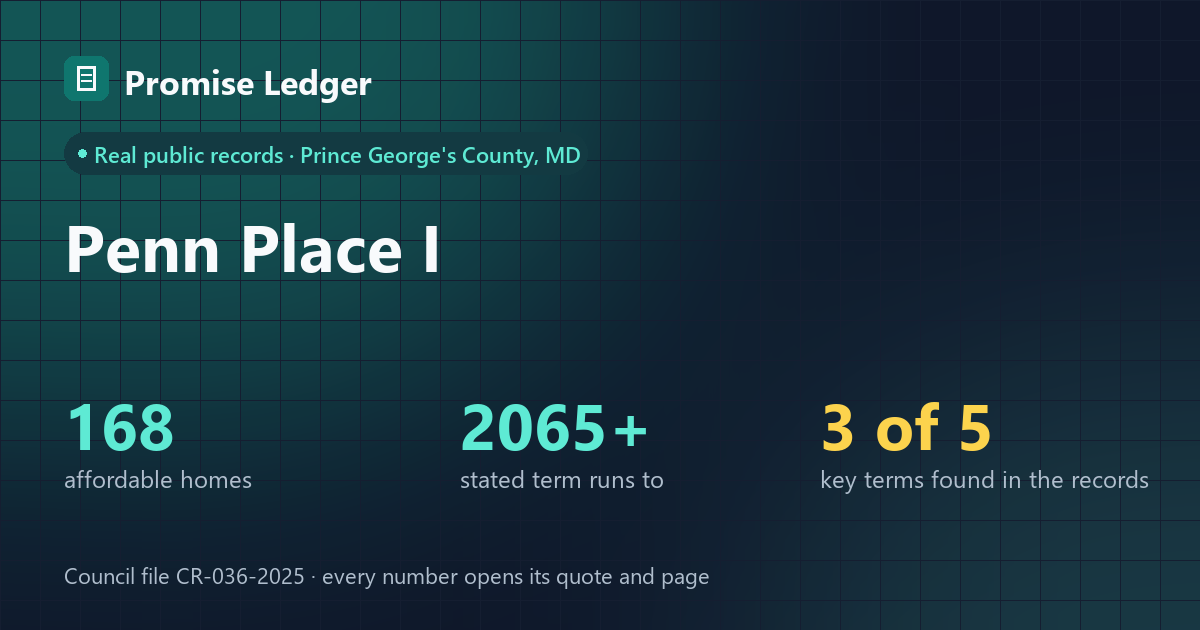 Promise Ledger
Real public records · Prince George's County, MD
Penn Place I
168
affordable homes
2065+
stated term runs to
3 of 5
key terms found in the records
Council file CR-036-2025 · every number opens its quote and page